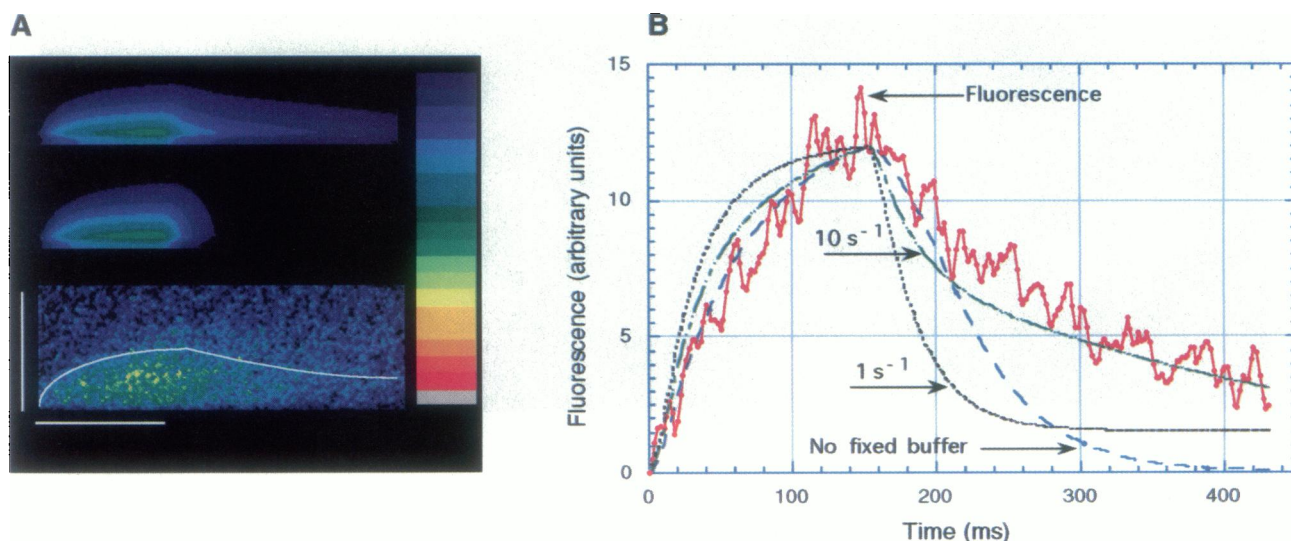 A
B
15
10
5
0
Fluorescence (arbitrary units)
Fluorescence
10 s⁻¹
1 s⁻¹
No fixed buffer
0
100
200
300
400
Time (ms)